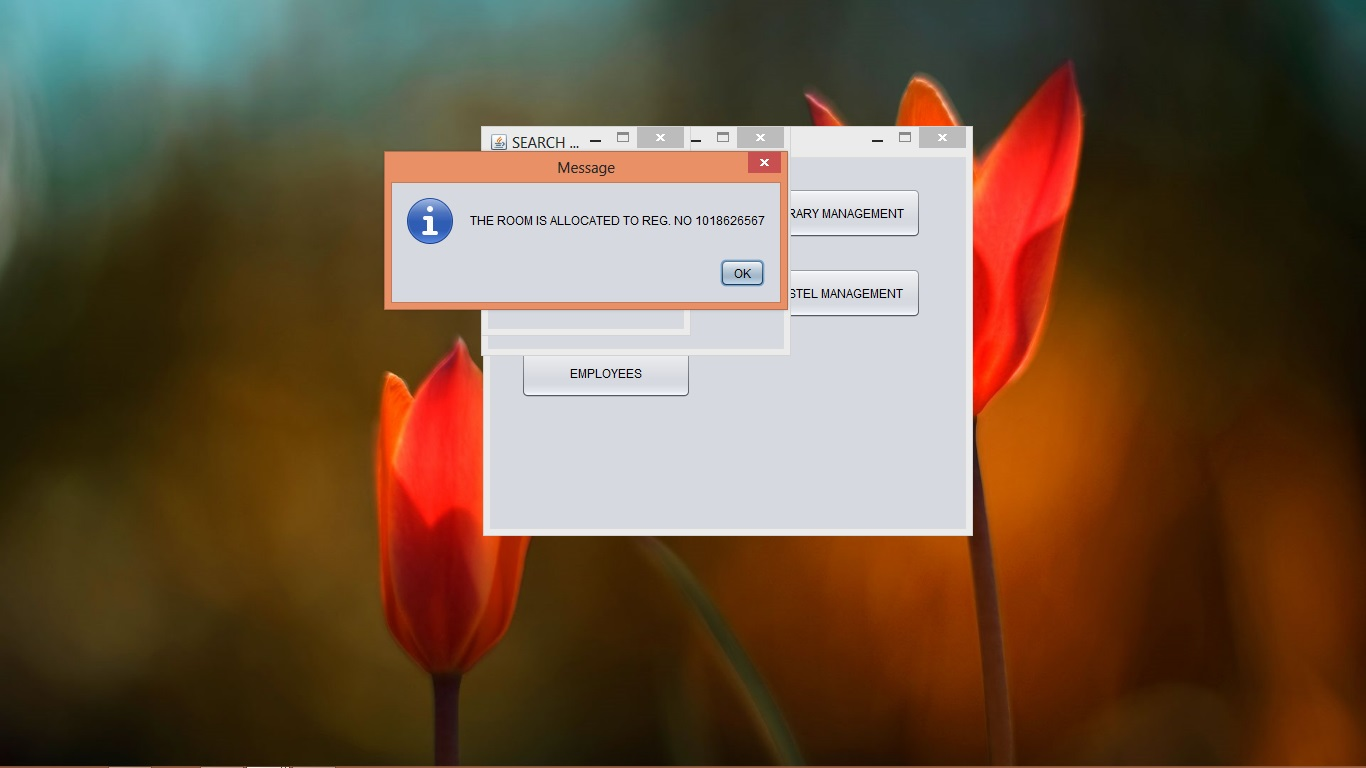 SEARCH ...
Message
THE ROOM IS ALLOCATED TO REG. NO 1018626567
OK
RARY MANAGEMENT
STEL MANAGEMENT
EMPLOYEES